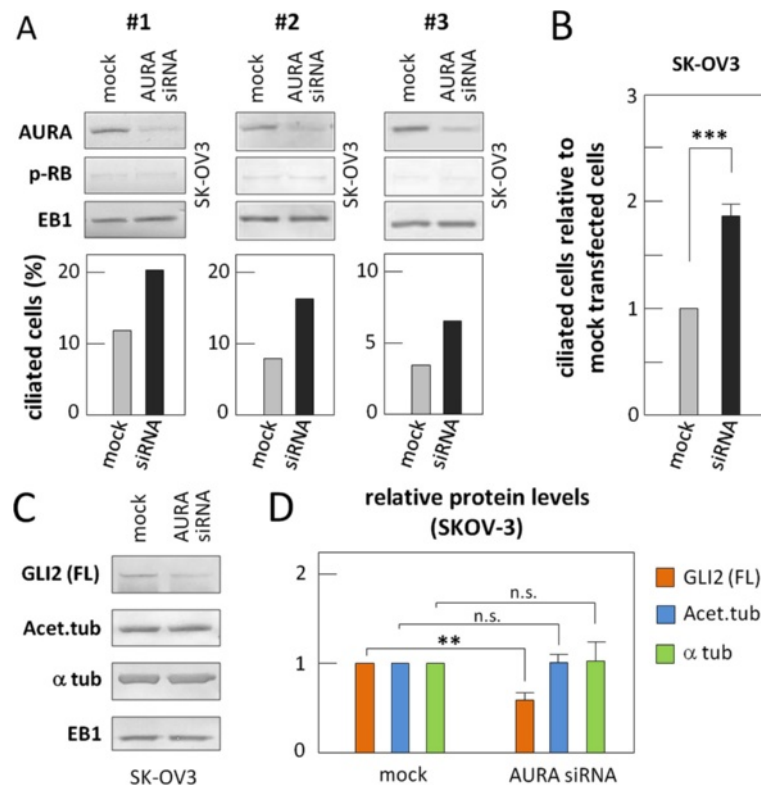 A
#1
#2
#3
mock
AURA
siRNA
mock
AURA
siRNA
mock
AURA
siRNA
AURA
p-RB
EB1
SK-OV3
SK-OV3
SK-OV3
ciliated cells (%)
20
10
0
mock
siRNA
20
10
0
mock
siRNA
10
5
0
mock
siRNA
B
SK-OV3
ciliated cells relative to
mock transfected cells
3
2
1
0
***
mock
siRNA
C
mock
AURA
siRNA
GLI2 (FL)
Acet.tub
α tub
EB1
SK-OV3
D
relative protein levels
(SKOV-3)
2
1
0
n.s.
n.s.
**
mock
AURA siRNA
GLI2 (FL)
Acet.tub
α tub